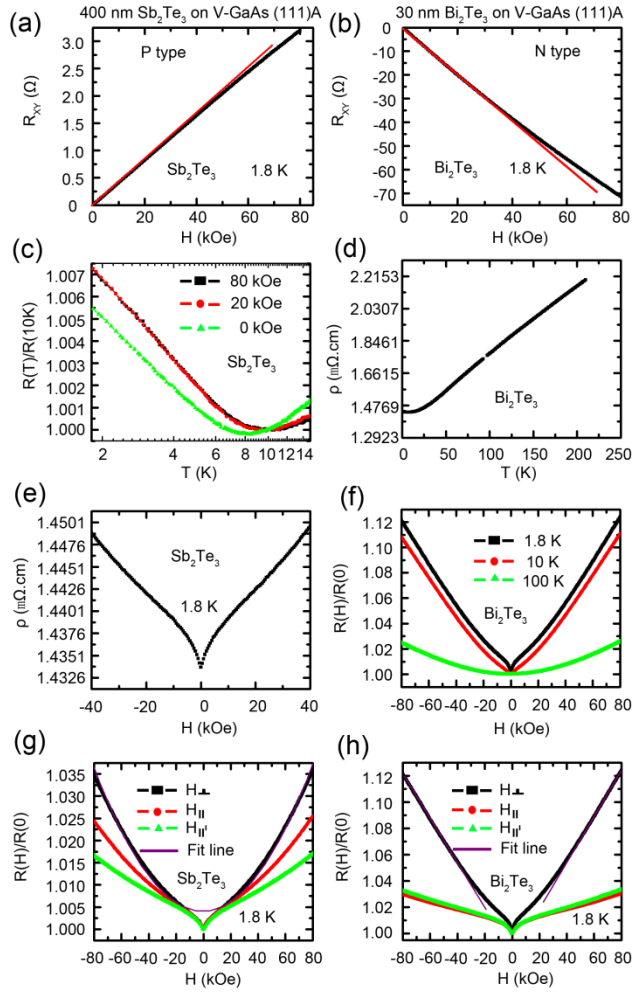 400 nm Sb2Te3 on V-GaAs (111)A
30 nm Bi2Te3 on V-GaAs (111)A
(a)
3.0
2.5
2.0
1.5
1.0
0.5
0
RXY (Ω)
P type
Sb2Te3
1.8 K
0 20 40 60 80
H (kOe)
(b)
0
-10
-20
-30
-40
-50
-60
-70
RXY (Ω)
N type
Bi2Te3
1.8 K
0 20 40 60 80
H (kOe)
(c)
1.007
1.006
1.005
1.004
1.003
1.002
1.001
1.000
R(T)/R(10K)
80 kOe
20 kOe
0 kOe
Sb2Te3
2 4 6 8 10 12 14
T (K)
(d)
2.2153
2.0307
1.8461
1.6615
1.4769
1.2923
ρ (mΩ.cm)
Bi2Te3
0 50 100 150 200 250
T (K)
(e)
1.4501
1.4476
1.4451
1.4426
1.4401
1.4376
1.4351
1.4326
ρ (mΩ.cm)
Sb2Te3
1.8 K
-40 -20 0 20 40
H (kOe)
(f)
1.12
1.10
1.08
1.06
1.04
1.02
1.00
R(H)/R(0)
1.8 K
10 K
100 K
Bi2Te3
-80 -60 -40 -20 0 20 40 60 80
H (kOe)
(g)
1.035
1.030
1.025
1.020
1.015
1.010
1.005
1.000
R(H)/R(0)
H⊥
H||
H||'
Fit line
Sb2Te3
1.8 K
-80 -60 -40 -20 0 20 40 60 80
H (kOe)
(h)
1.12
1.10
1.08
1.06
1.04
1.02
1.00
R(H)/R(0)
H⊥
H||
H||'
Fit line
Bi2Te3
1.8 K
-80 -60 -40 -20 0 20 40 60 80
H (kOe)